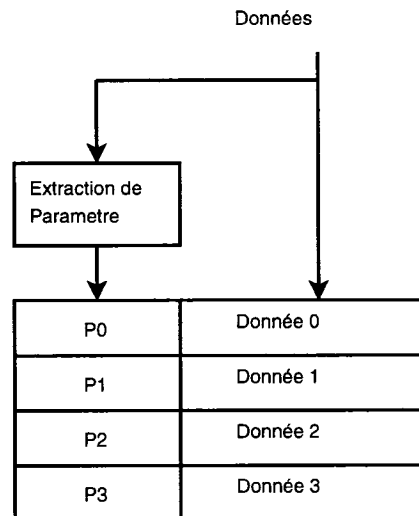 Données
Extraction de
Parametre
P0 Donnée 0
P1 Donnée 1
P2 Donnée 2
P3 Donnée 3